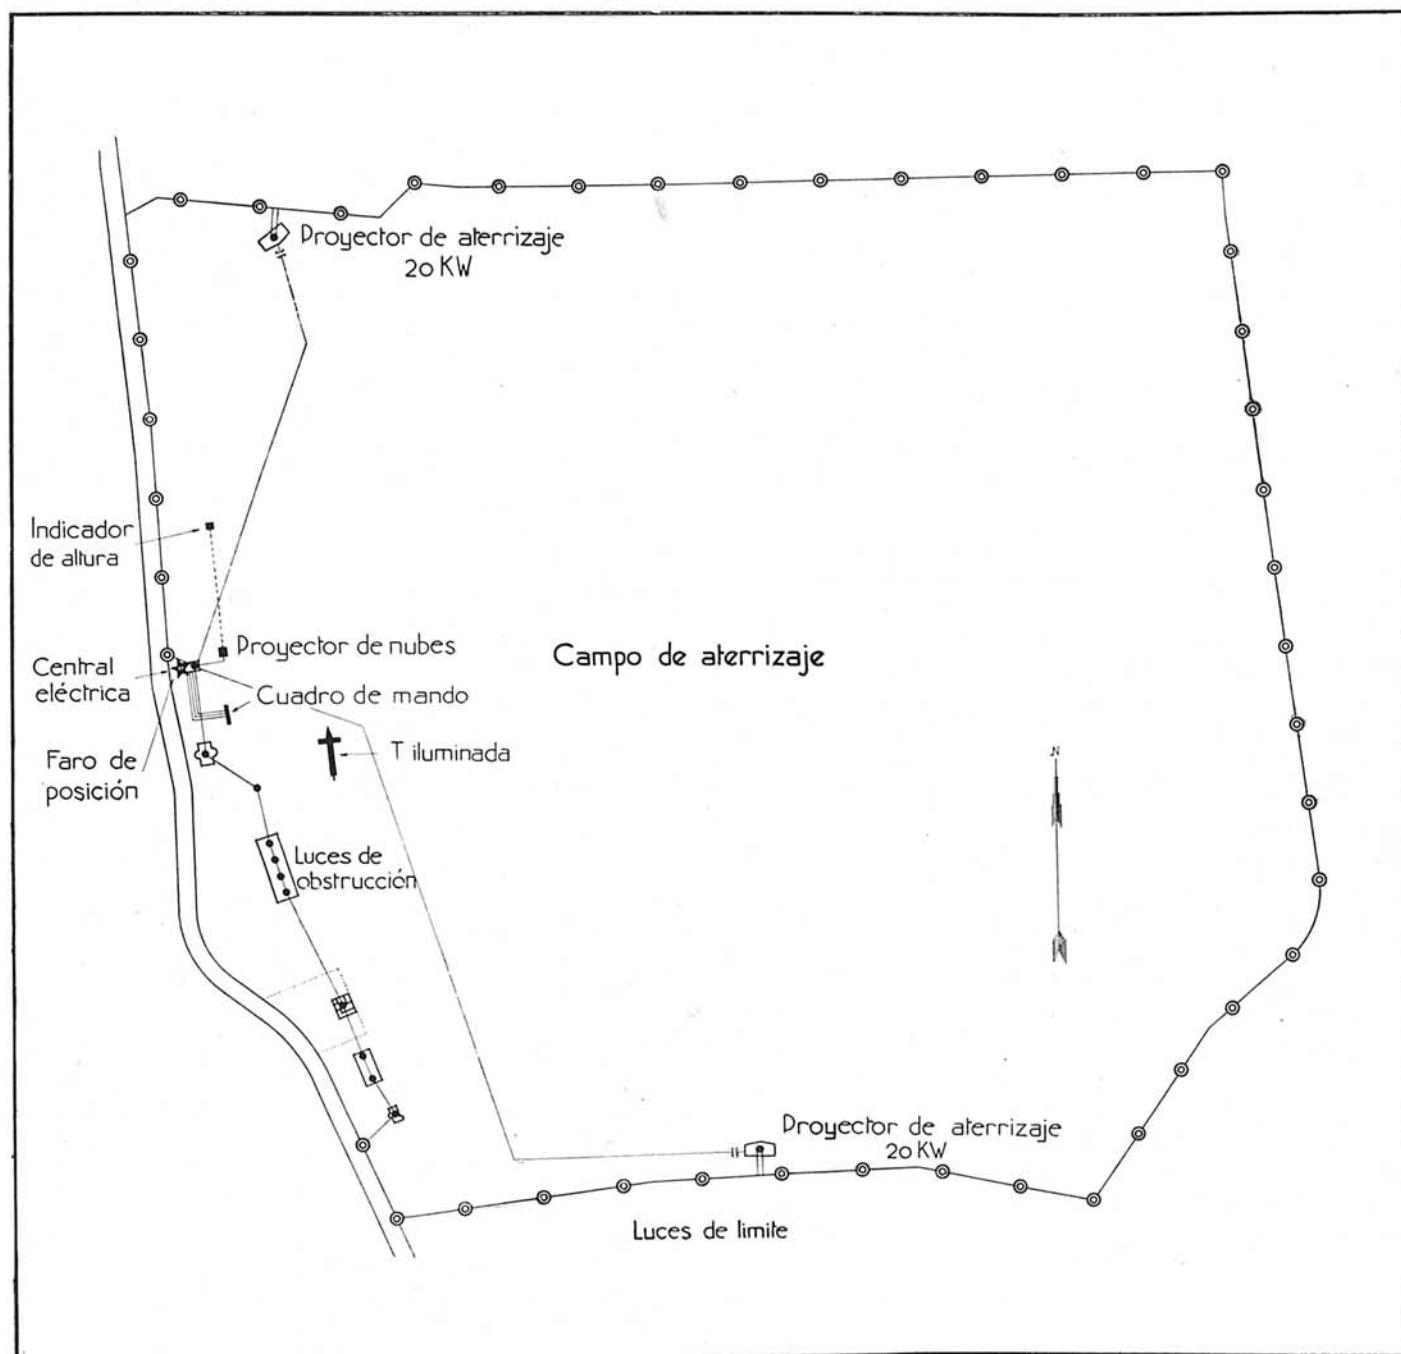 Proyector de aterrizaje
20 KW
Indicador
de altura
Proyector de nubes
Central
eléctrica
Campo de aterrizaje
Cuadro de mando
T iluminada
N
Faro de
posición
Luces de
obstrucción
Proyector de aterrizaje
20 KW
Luces de limite